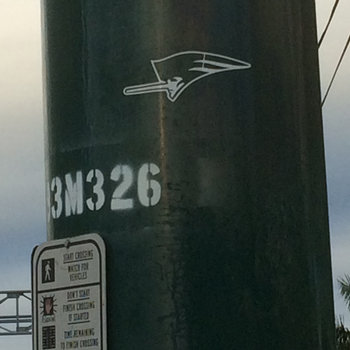 3M326
START CROSSING
WATCH FOR
VEHICLES
DON'T START
FINISH CROSSING
IF STARTED
TIME REMAINING
TO FINISH CROSSING